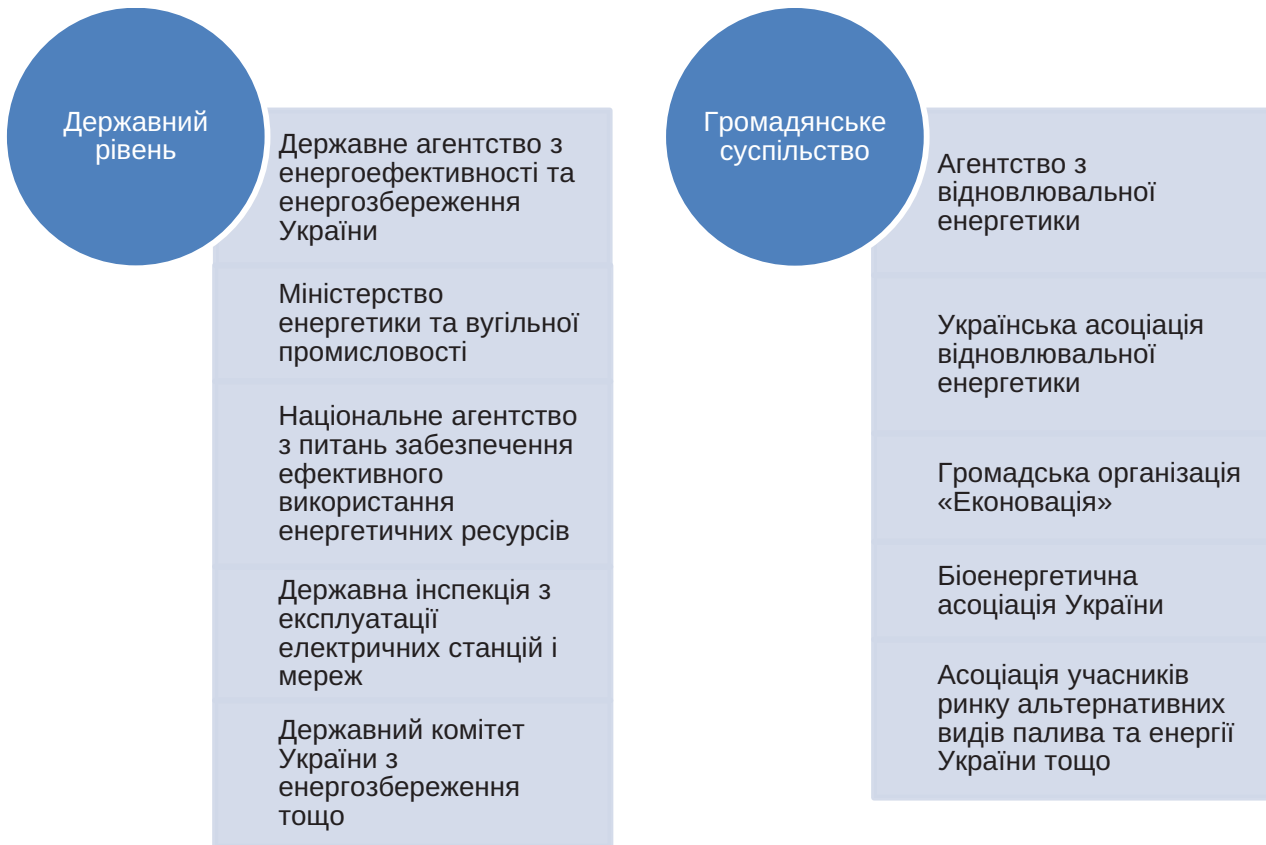 Державний
рівень
Державне агентство з
енергоефективності та
енергозбереження
України
Міністерство
енергетики та вугільної
промисловості
Національне агентство
з питань забезпечення
ефективного
використання
енергетичних ресурсів
Державна інспекція з
експлуатації
електричних станцій і
мереж
Державний комітет
України з
енергозбереження
тощо
Громадянське
суспільство
Агентство з
відновлювальної
енергетики
Українська асоціація
відновлювальної
енергетики
Громадська організація
«Екoновація»
Біоенергетична
асоціація України
Асоціація учасників
ринку альтернативних
видів палива та енергії
України тощо